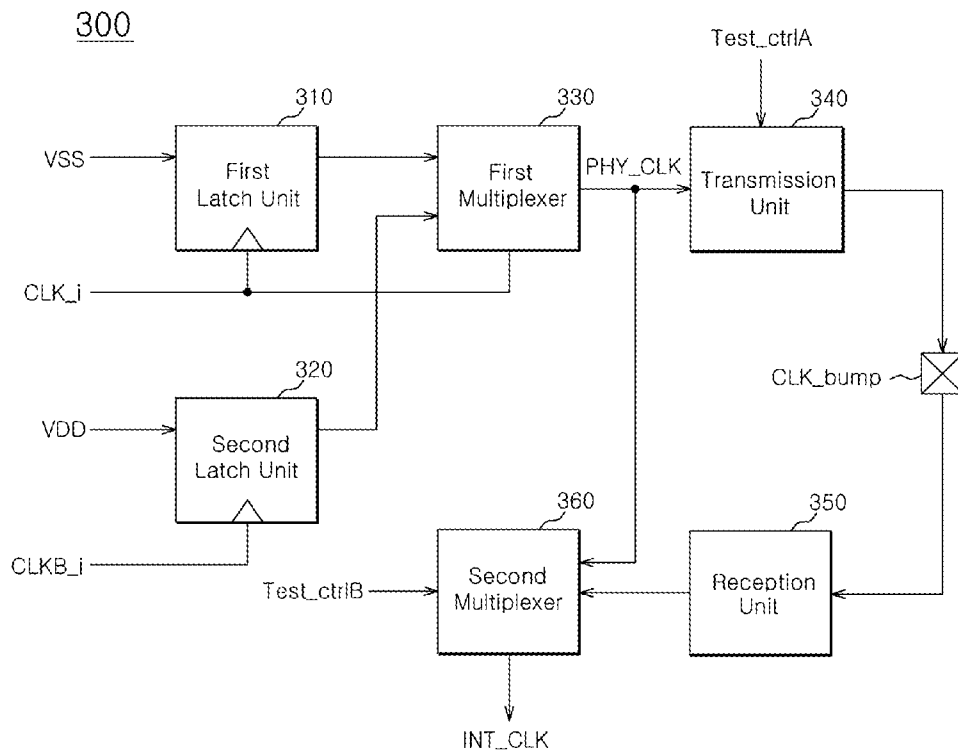 300
Test_ctrlA
310
330
340
VSS
First
Latch Unit
First
Multiplexer
PHY_CLK
Transmission
Unit
CLK_i
CLK_bump
320
VDD
Second
Latch Unit
360
350
CLKB_i
Test_ctrlB
Second
Multiplexer
Reception
Unit
INT_CLK